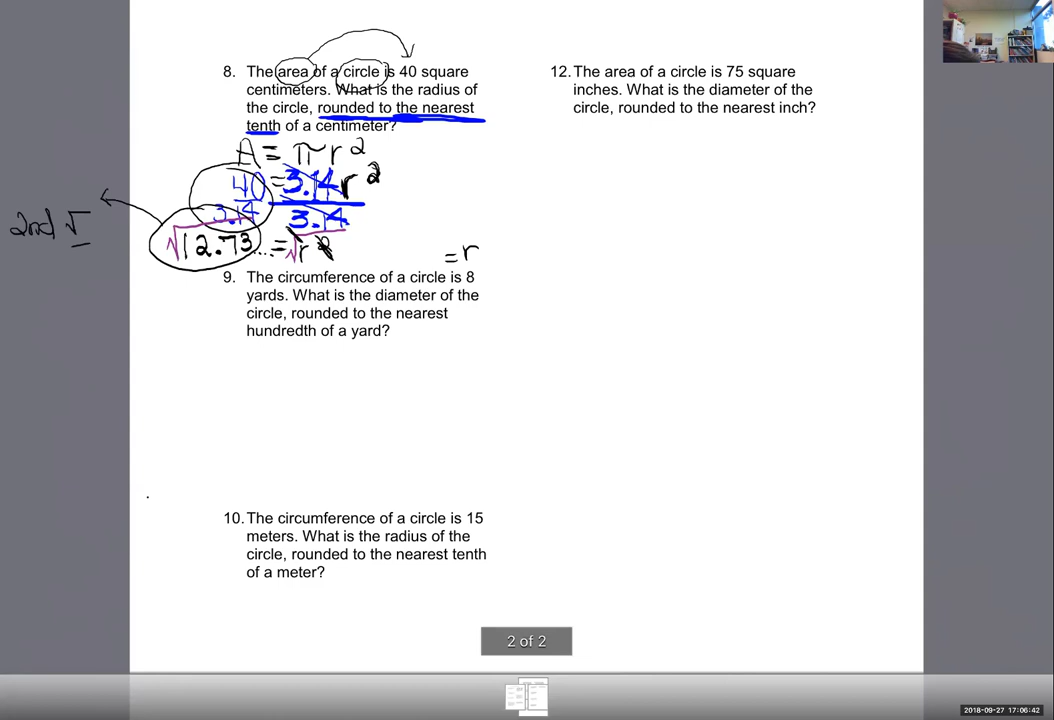 8. The area of a circle is 40 square
centimeters. What is the radius of
the circle, rounded to the nearest
tenth of a centimeter?
A = πr2
40 = 3.14r2
3.14 3.14
√12.73... = √r2
= r
2nd √
9. The circumference of a circle is 8
yards. What is the diameter of the
circle, rounded to the nearest
hundredth of a yard?
10. The circumference of a circle is 15
meters. What is the radius of the
circle, rounded to the nearest tenth
of a meter?
12. The area of a circle is 75 square
inches. What is the diameter of the
circle, rounded to the nearest inch?
2 of 2
2018-09-27 17:06:42